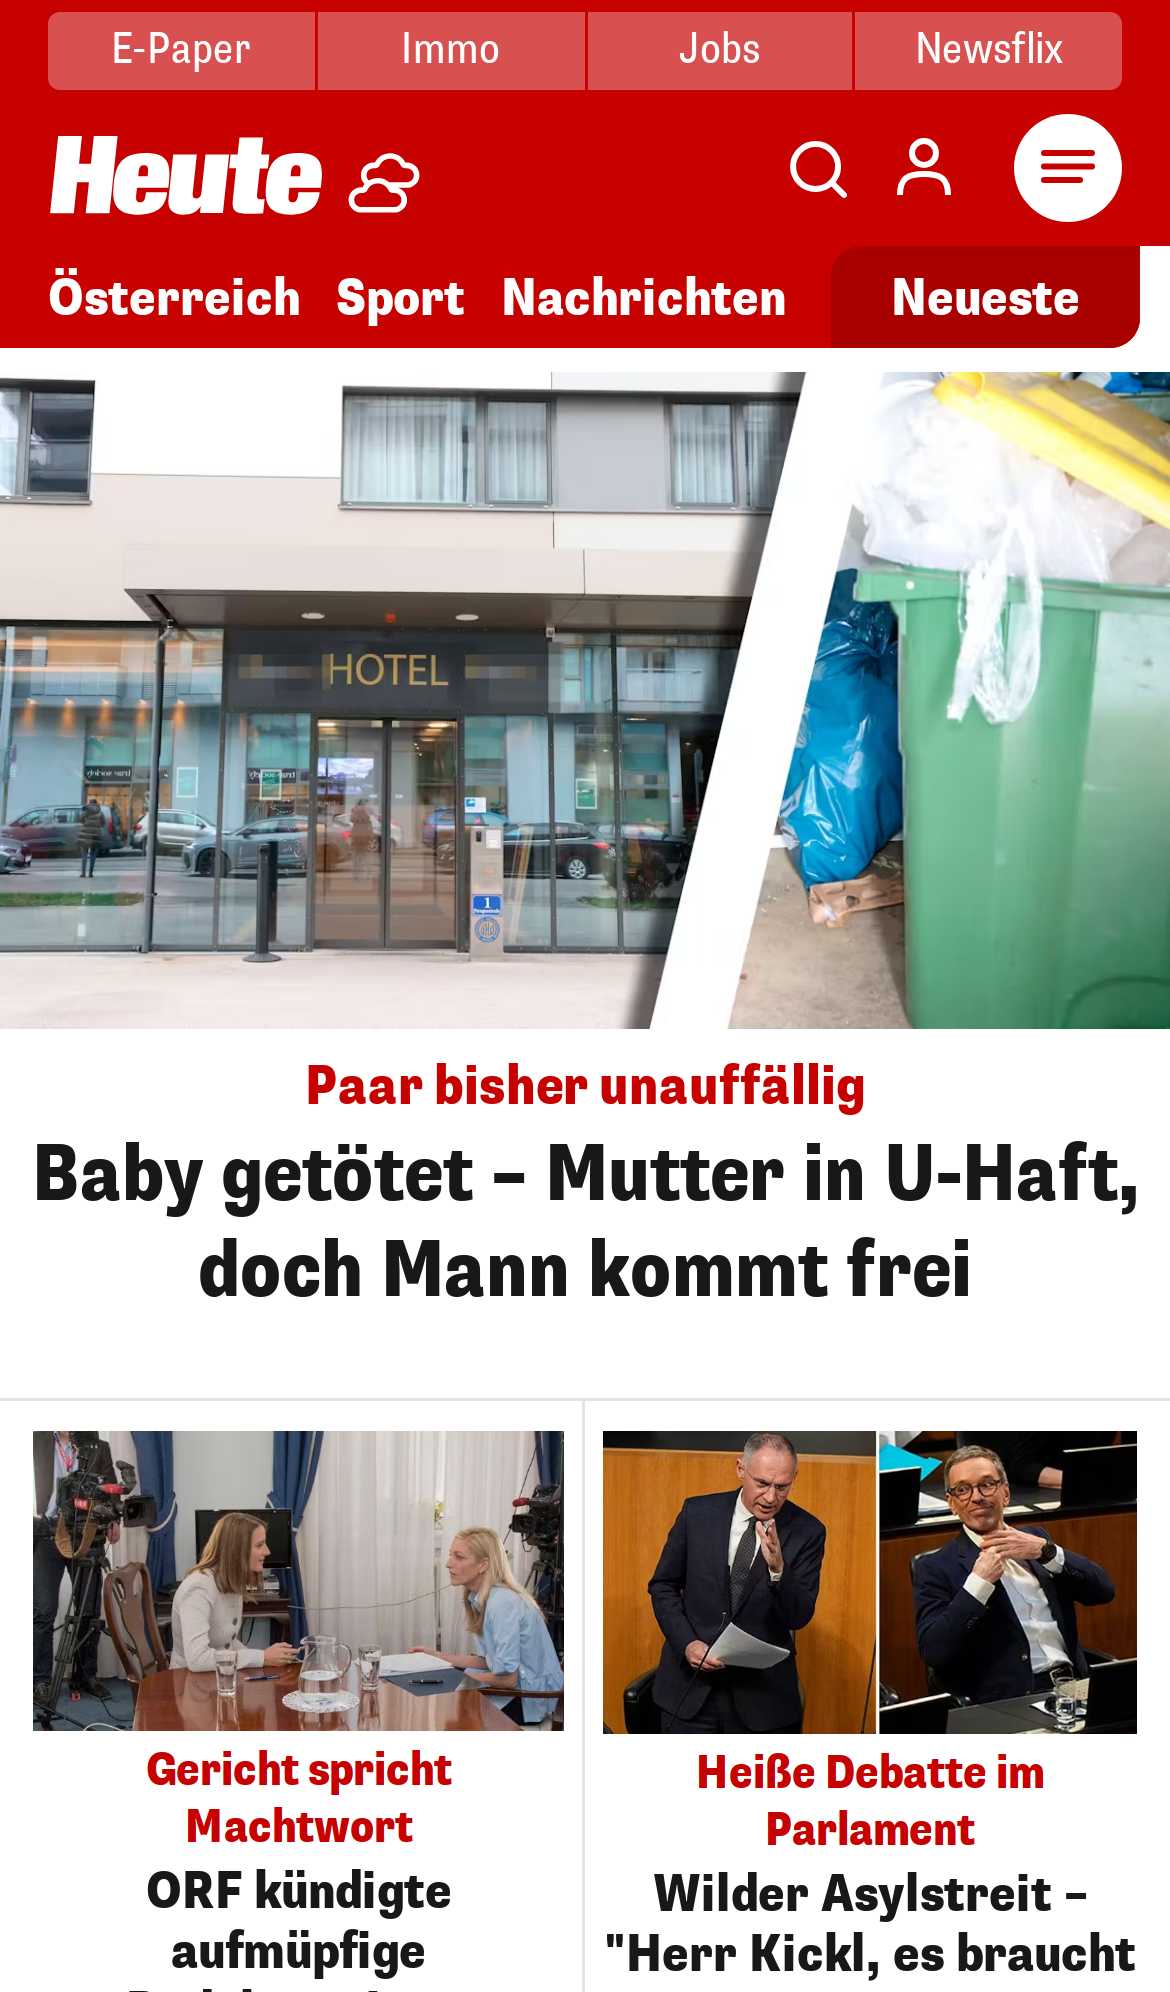 E-Paper
Immo
Jobs
Newsflix
Heute
Österreich
Sport
Nachrichten
Neueste
HOTEL
1
Paar bisher unauffällig
Baby getötet – Mutter in U-Haft,
doch Mann kommt frei
Gericht spricht
Machtwort
ORF kündigte
aufmüpfige
Heiße Debatte im
Parlament
Wilder Asylstreit –
"Herr Kickl, es braucht